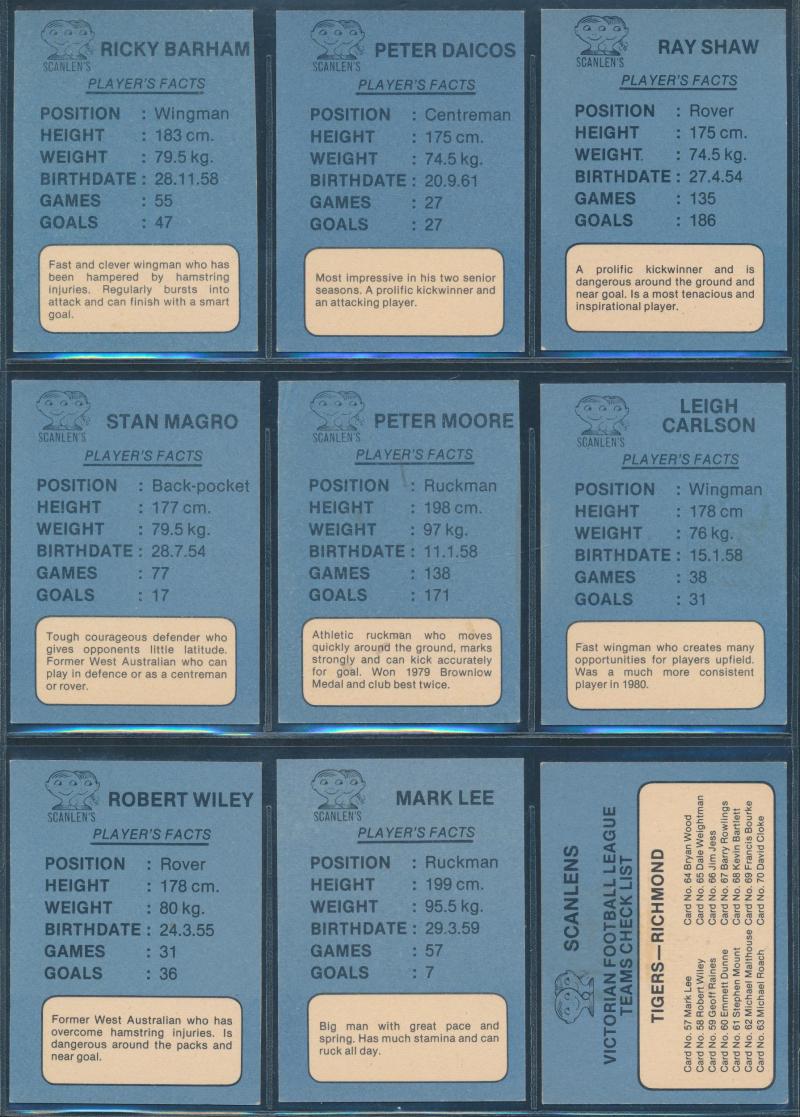 SCANLEN'S
RICKY BARHAM
PLAYER'S FACTS
POSITION : Wingman
HEIGHT : 183 cm.
WEIGHT : 79.5 kg.
BIRTHDATE : 28.11.58
GAMES : 55
GOALS : 47
Fast and clever wingman who has
been hampered by hamstring
injuries. Regularly bursts into
attack and can finish with a smart
goal.
SCANLEN'S
PETER DAICOS
PLAYER'S FACTS
POSITION : Centreman
HEIGHT : 175 cm.
WEIGHT : 74.5 kg.
BIRTHDATE : 20.9.61
GAMES : 27
GOALS : 27
Most impressive in his two senior
seasons. A prolific kickwinner and
an attacking player.
SCANLEN'S
RAY SHAW
PLAYER'S FACTS
POSITION : Rover
HEIGHT : 175 cm.
WEIGHT : 74.5 kg.
BIRTHDATE : 27.4.54
GAMES : 135
GOALS : 186
A prolific kickwinner and is
dangerous around the ground and
near goal. Is a most tenacious and
inspirational player.
SCANLEN'S
STAN MAGRO
PLAYER'S FACTS
POSITION : Back-pocket
HEIGHT : 177 cm.
WEIGHT : 79.5 kg.
BIRTHDATE : 28.7.54
GAMES : 77
GOALS : 17
Tough courageous defender who
gives opponents little latitude.
Former West Australian who can
play in defence or as a centreman
or rover.
SCANLEN'S
PETER MOORE
PLAYER'S FACTS
POSITION : Ruckman
HEIGHT : 198 cm.
WEIGHT : 97 kg.
BIRTHDATE : 11.1.58
GAMES : 138
GOALS : 171
Athletic ruckman who moves
quickly around the ground, marks
strongly and can kick accurately
for goal. Won 1979 Brownlow
Medal and club best twice.
SCANLEN'S
LEIGH
CARLSON
PLAYER'S FACTS
POSITION : Wingman
HEIGHT : 178 cm
WEIGHT : 76 kg.
BIRTHDATE : 15.1.58
GAMES : 38
GOALS : 31
Fast wingman who creates many
opportunities for players upfield.
Was a much more consistent
player in 1980.
SCANLEN'S
ROBERT WILEY
PLAYER'S FACTS
POSITION : Rover
HEIGHT : 178 cm.
WEIGHT : 80 kg.
BIRTHDATE : 24.3.55
GAMES : 31
GOALS : 36
Former West Australian who has
overcome hamstring injuries. Is
dangerous around the packs and
near goal.
SCANLEN'S
MARK LEE
PLAYER'S FACTS
POSITION : Ruckman
HEIGHT : 199 cm.
WEIGHT : 95.5 kg.
BIRTHDATE : 29.3.59
GAMES : 57
GOALS : 7
Big man with great pace and
spring. Has much stamina and can
ruck all day.
SCANLENS
VICTORIAN FOOTBALL LEAGUE
TEAMS CHECK LIST
TIGERS—RICHMOND
Card No. 57 Mark Lee
Card No. 58 Robert Wiley
Card No. 59 Geoff Raines
Card No. 60 Emmett Dunne
Card No. 61 Stephen Mount
Card No. 62 Michael Malthouse
Card No. 63 Michael Roach
Card No. 64 Bryan Wood
Card No. 65 Dale Weightman
Card No. 66 Jim Jess
Card No. 67 Barry Rowlings
Card No. 68 Kevin Bartlett
Card No. 69 Francis Bourke
Card No. 70 David Cloke